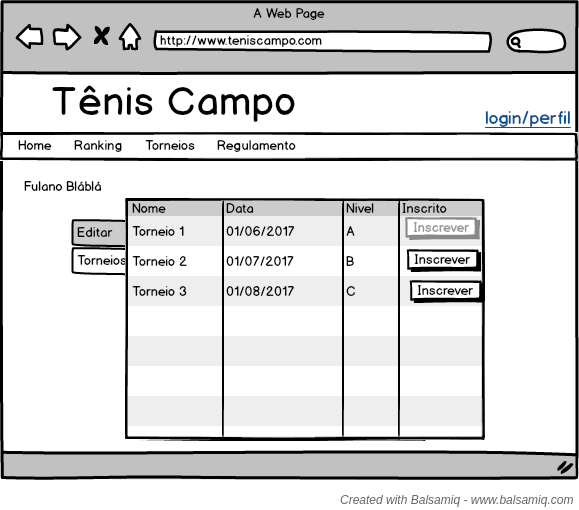 A Web Page
http://www.teniscampo.com
Tênis Campo
login/perfil
Home Ranking Torneios Regulamento
Fulano Bláblá
Nome Data Nivel Inscrito
Editar
Torneio 1 01/06/2017 A Inscrever
Torneios
Torneio 2 01/07/2017 B Inscrever
Torneio 3 01/08/2017 C Inscrever
Created with Balsamiq - www.balsamiq.com